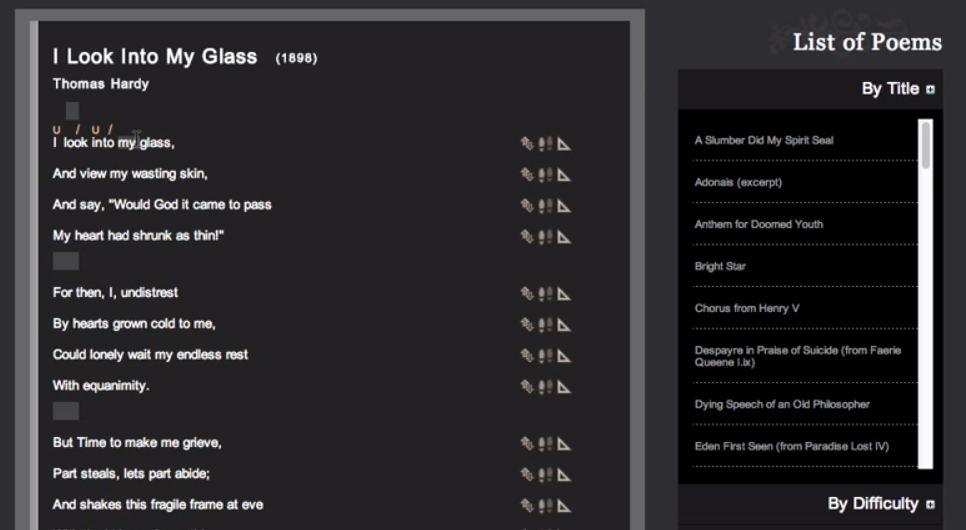 I Look Into My Glass (1898)
Thomas Hardy
U / U /
I look into my glass,
And view my wasting skin,
And say, "Would God it came to pass
My heart had shrunk as thin!"
For then, I, undistrest
By hearts grown cold to me,
Could lonely wait my endless rest
With equanimity.
But Time to make me grieve,
Part steals, lets part abide;
And shakes this fragile frame at eve
List of Poems
By Title
A Slumber Did My Spirit Seal
Adonais (excerpt)
Anthem for Doomed Youth
Bright Star
Chorus from Henry V
Despayre in Praise of Suicide (from Faerie
Queene I.ix)
Dying Speech of an Old Philosopher
Eden First Seen (from Paradise Lost IV)
By Difficulty